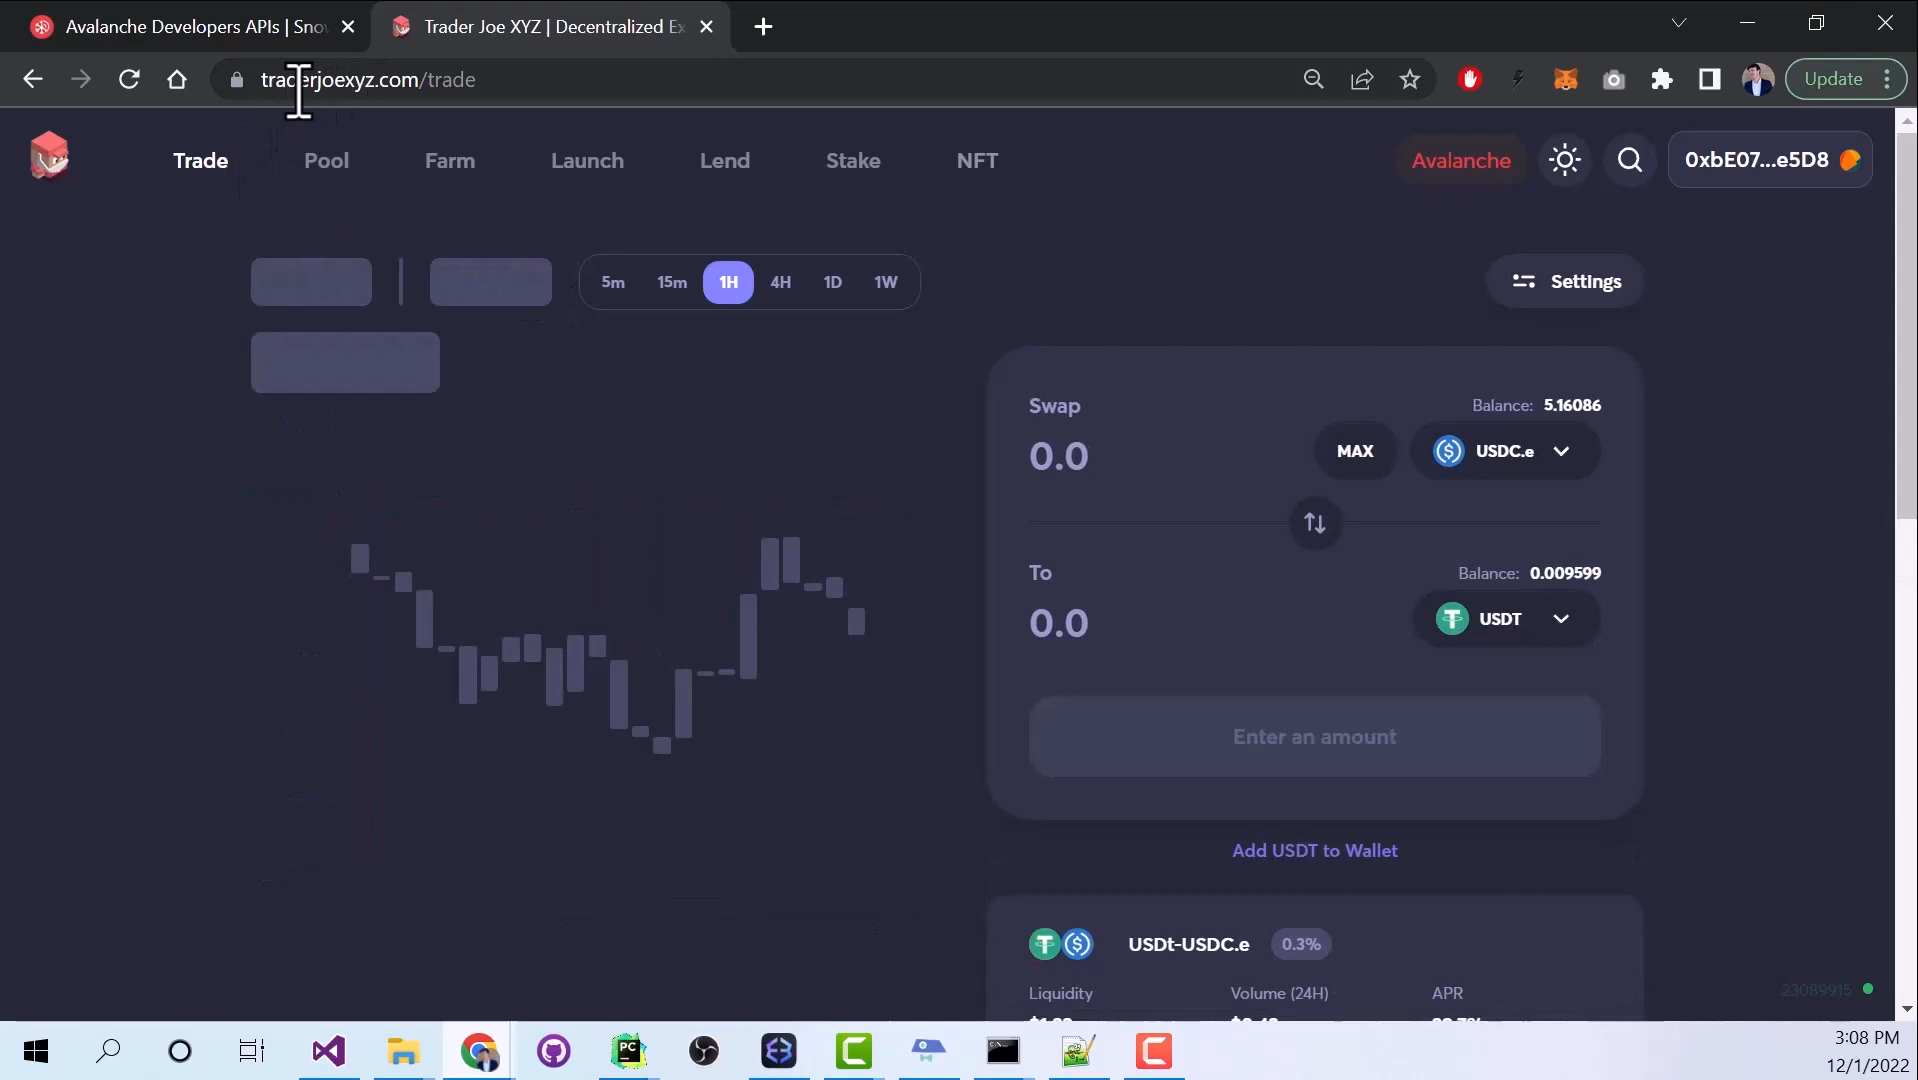 Avalanche Developers APIs | Snov
Trader Joe XYZ | Decentralized Ex
traderjoexyz.com/trade
Update
Trade
Pool
Farm
Launch
Lend
Stake
NFT
Avalanche
0xbE07...e5D8
5m
15m
1H
4H
1D
1W
Settings
Swap
Balance: 5.16086
0.0
MAX
USDC.e
To
Balance: 0.009599
0.0
USDT
Enter an amount
Add USDT to Wallet
USDt-USDC.e
0.3%
Liquidity
Volume (24H)
APR
23089915
PC
3:08 PM
12/1/2022